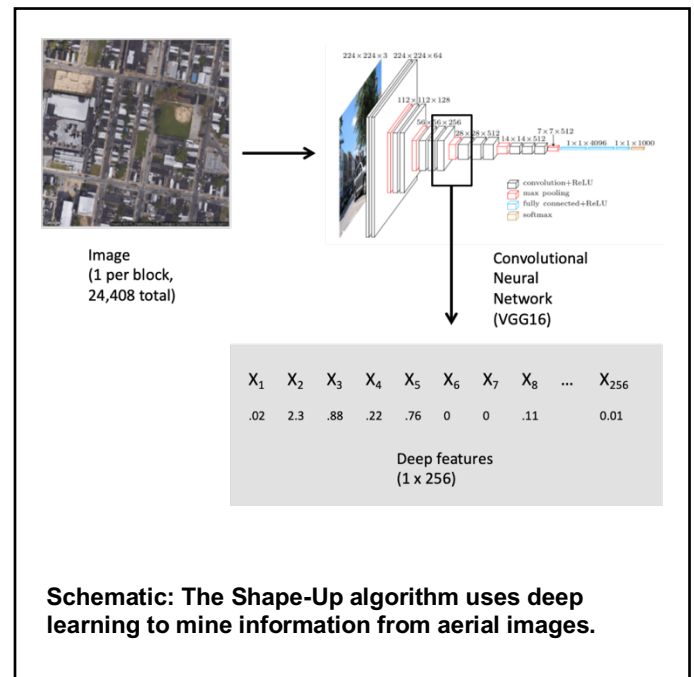 224×224×3 224×224×64
112×112×128
56×56×256
28×28×512
14×14×512
7×7×512
1×1×4096 1×1×1000
convolution+ReLU
max pooling
fully connected+ReLU
softmax
Image
(1 per block,
24,408 total)
Convolutional
Neural
Network
(VGG16)
X₁ X₂ X₃ X₄ X₅ X₆ X₇ X₈ ... X₂₅₆
.02 2.3 .88 .22 .76 0 0 .11 0.01
Deep features
(1 x 256)
Schematic: The Shape-Up algorithm uses deep
learning to mine information from aerial images.